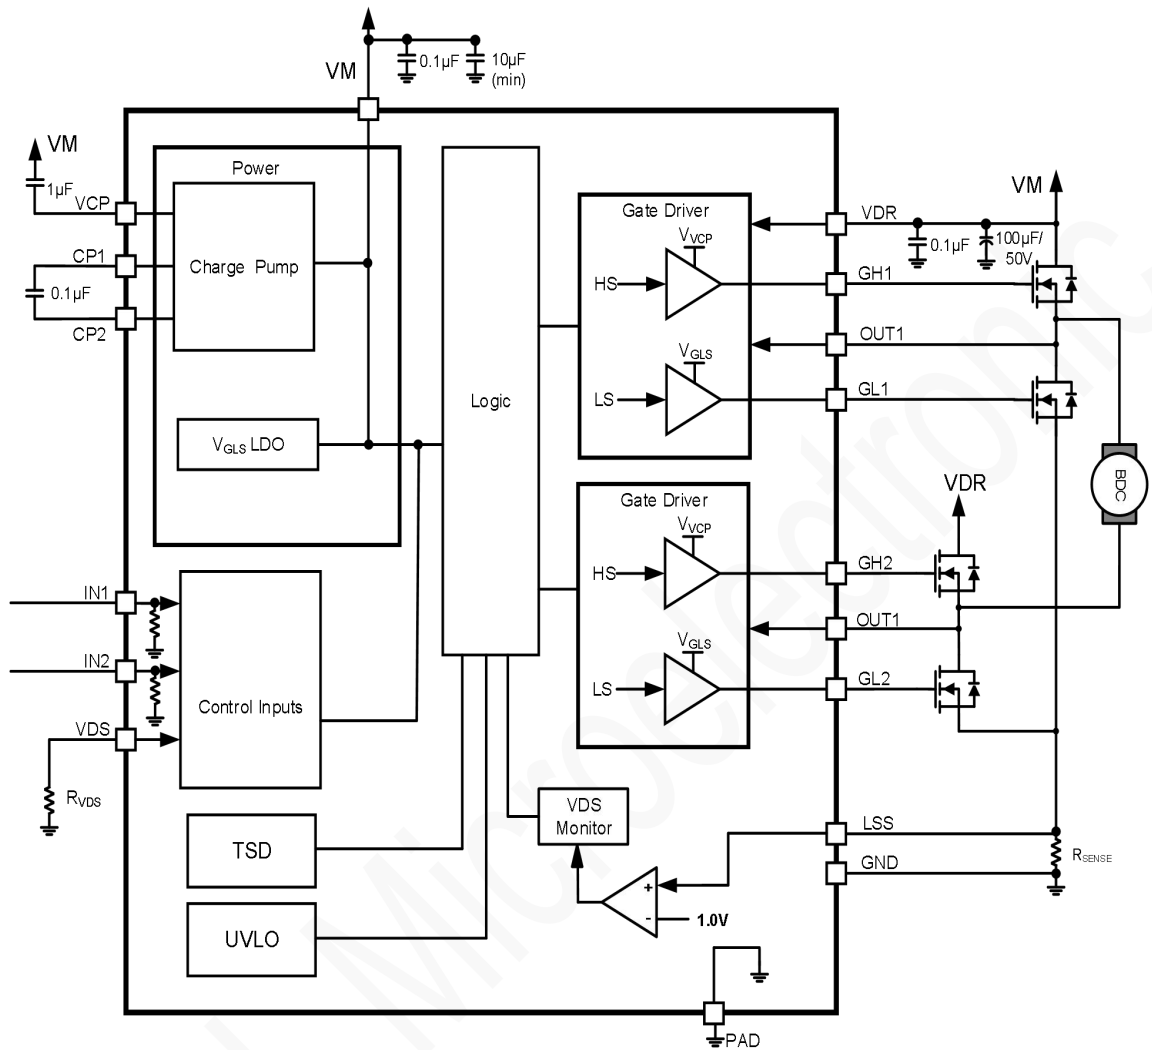 VM
0.1µF
10µF
(min)
VM
1µF
VCP
CP1
0.1µF
CP2
Power
Charge Pump
VGLS LDO
Logic
Gate Driver
VVCP
HS
VGLS
LS
VDR
0.1µF
100µF/
50V
VM
GH1
OUT1
GL1
BDC
Gate Driver
VVCP
HS
VGLS
LS
VDR
GH2
OUT1
GL2
IN1
IN2
VDS
RVDS
Control Inputs
TSD
UVLO
VDS
Monitor
+
-
1.0V
LSS
GND
RSENSE
PAD
Microelectronic